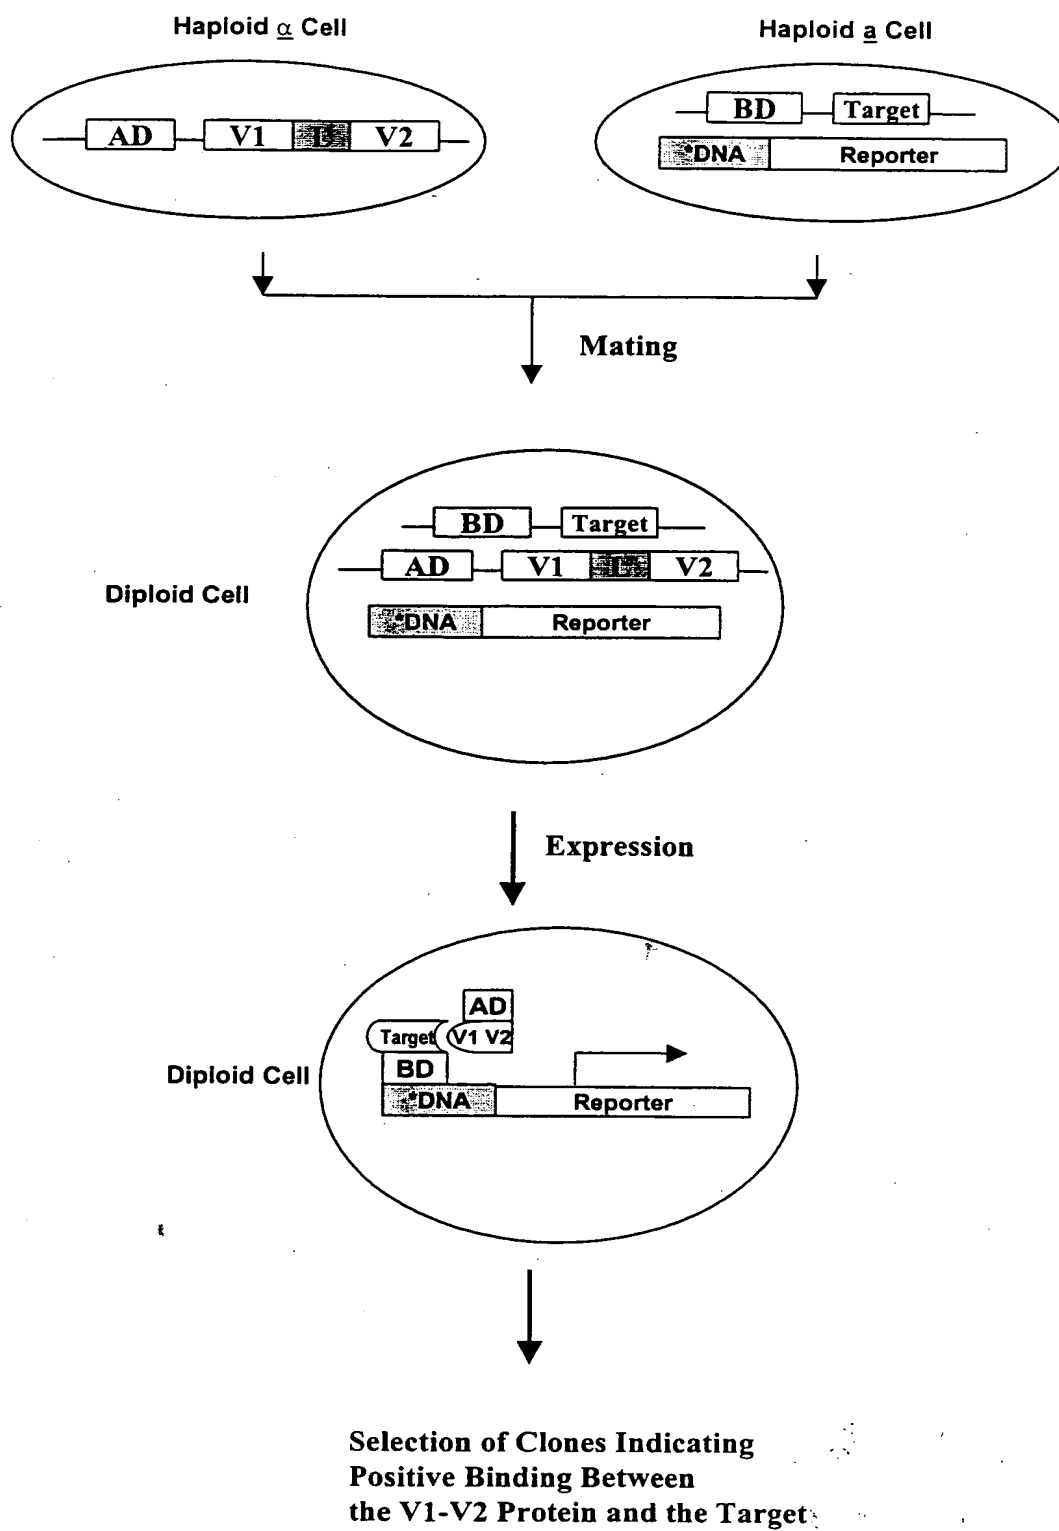 Haploid α Cell
Haploid a Cell
AD V1 V2
BD Target
*DNA Reporter
Mating
BD Target
AD V1 V2
*DNA Reporter
Diploid Cell
Expression
AD
Target V1 V2
BD
*DNA Reporter
Diploid Cell
Selection of Clones Indicating
Positive Binding Between
the V1-V2 Protein and the Target